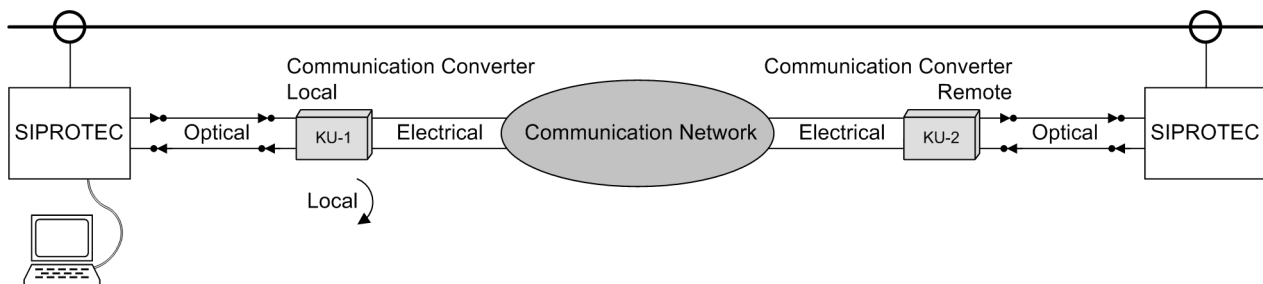 Communication Converter
Local
Communication Converter
Remote
SIPROTEC
Optical
KU-1
Electrical
Communication Network
Electrical
KU-2
Optical
SIPROTEC
Local